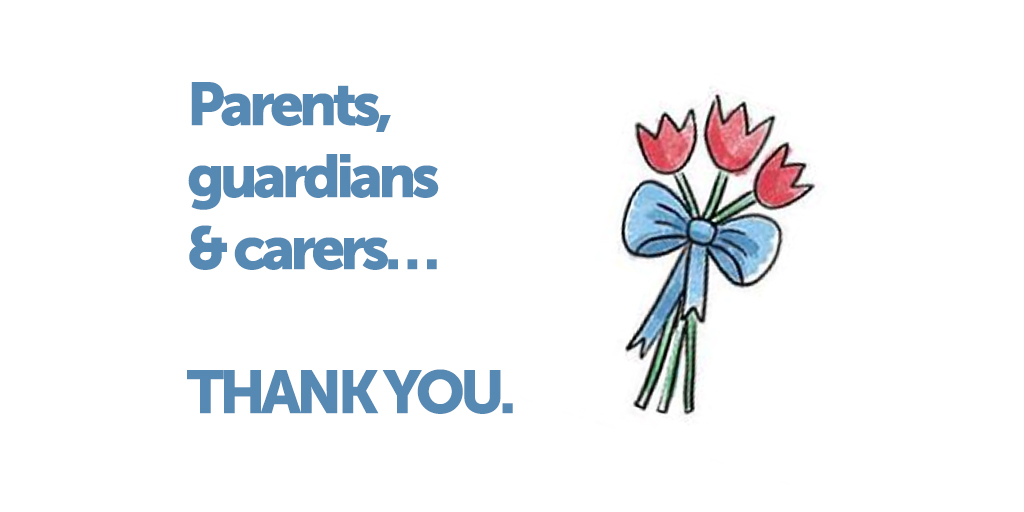 Parents,
guardians
& carers…
THANK YOU.